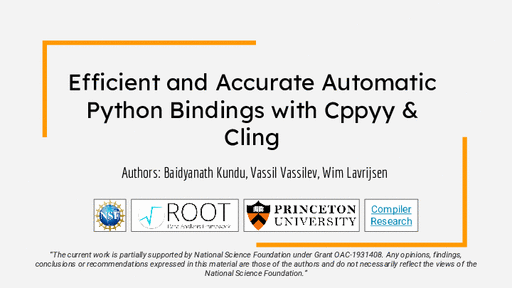 Efficient and Accurate Automatic
Python Bindings with Cppyy &
Cling
Authors: Baidyanath Kundu, Vassil Vassilev, Wim Lavrijsen
NSF
ROOT
Data Analysis Framework
PRINCETON
UNIVERSITY
Compiler
Research
"The current work is partially supported by National Science Foundation under Grant OAC-1931408. Any opinions, findings,
conclusions or recommendations expressed in this material are those of the authors and do not necessarily reflect the views of the
National Science Foundation."